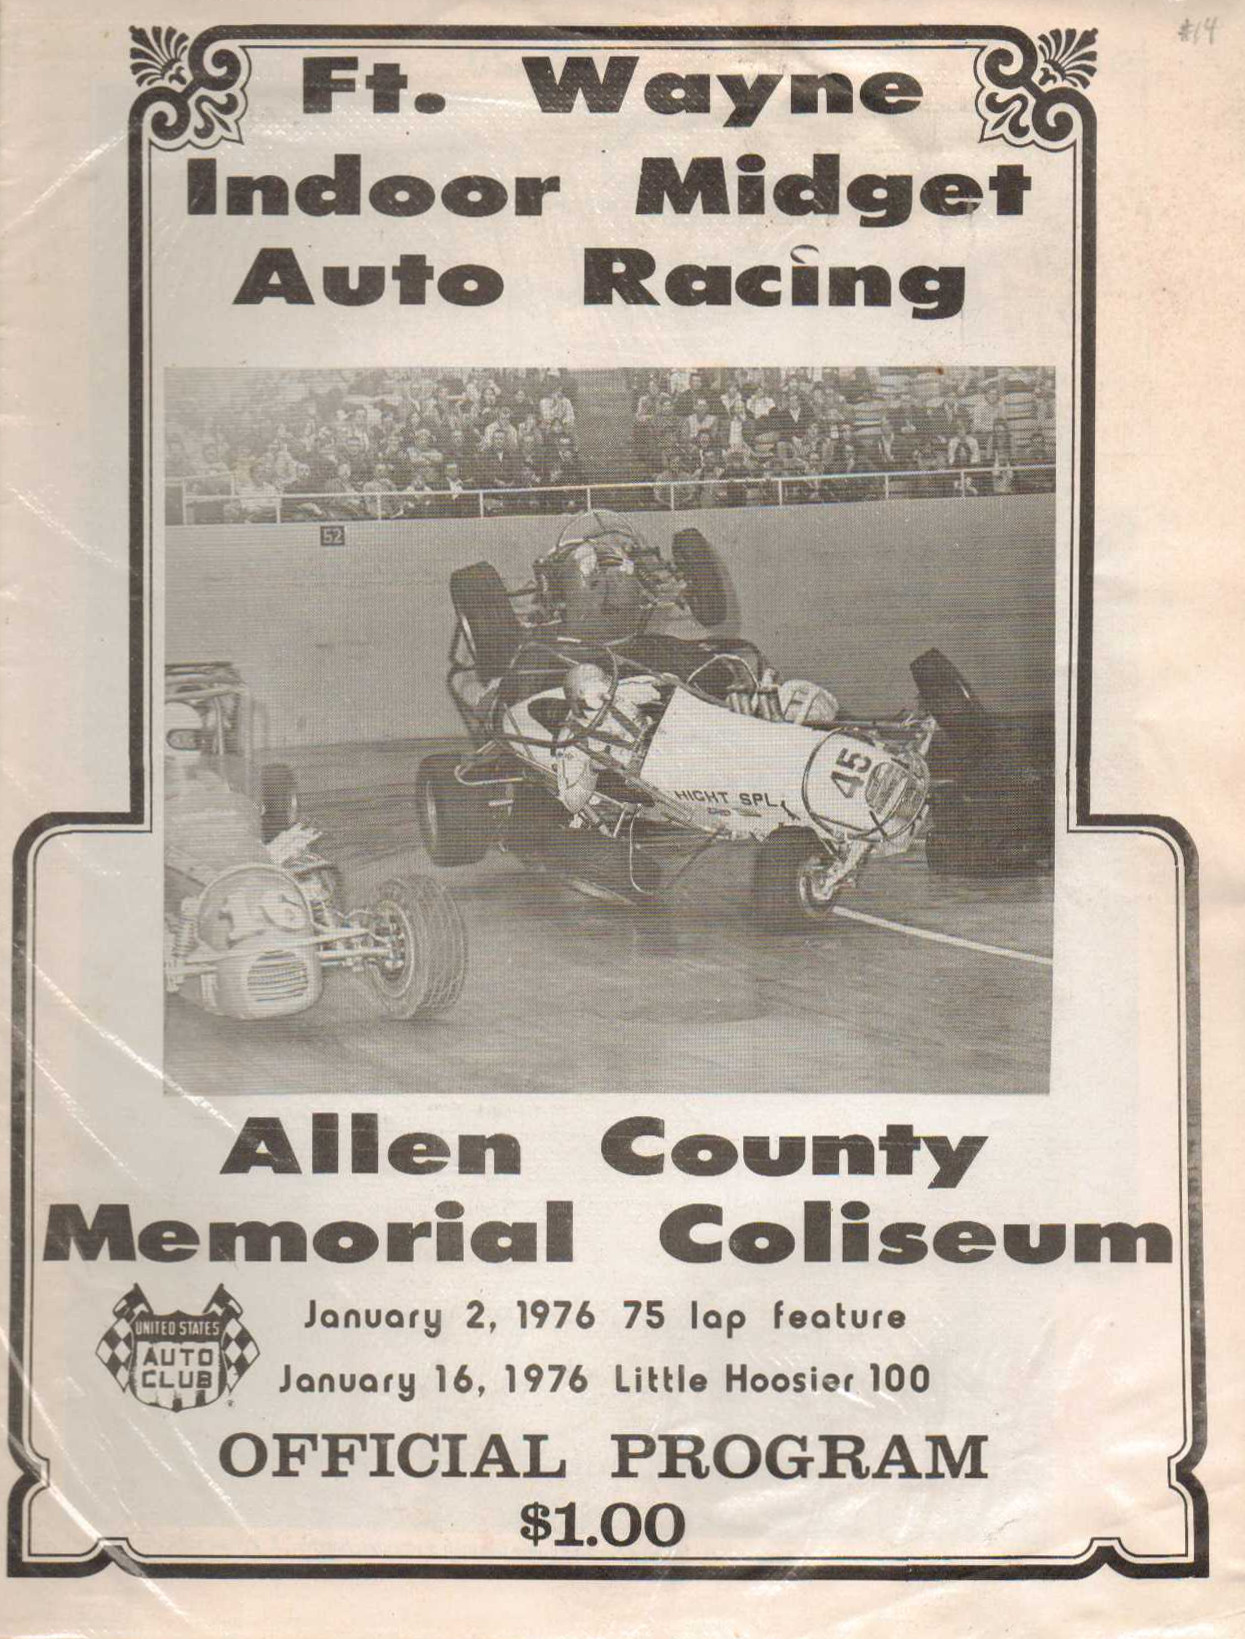 #14
Ft. Wayne
Indoor Midget
Auto Racing
52
45
HIGHT SPL.
Allen County
Memorial Coliseum
UNITED STATES
AUTO
CLUB
January 2, 1976 75 lap feature
January 16, 1976 Little Hoosier 100
OFFICIAL PROGRAM
$1.00